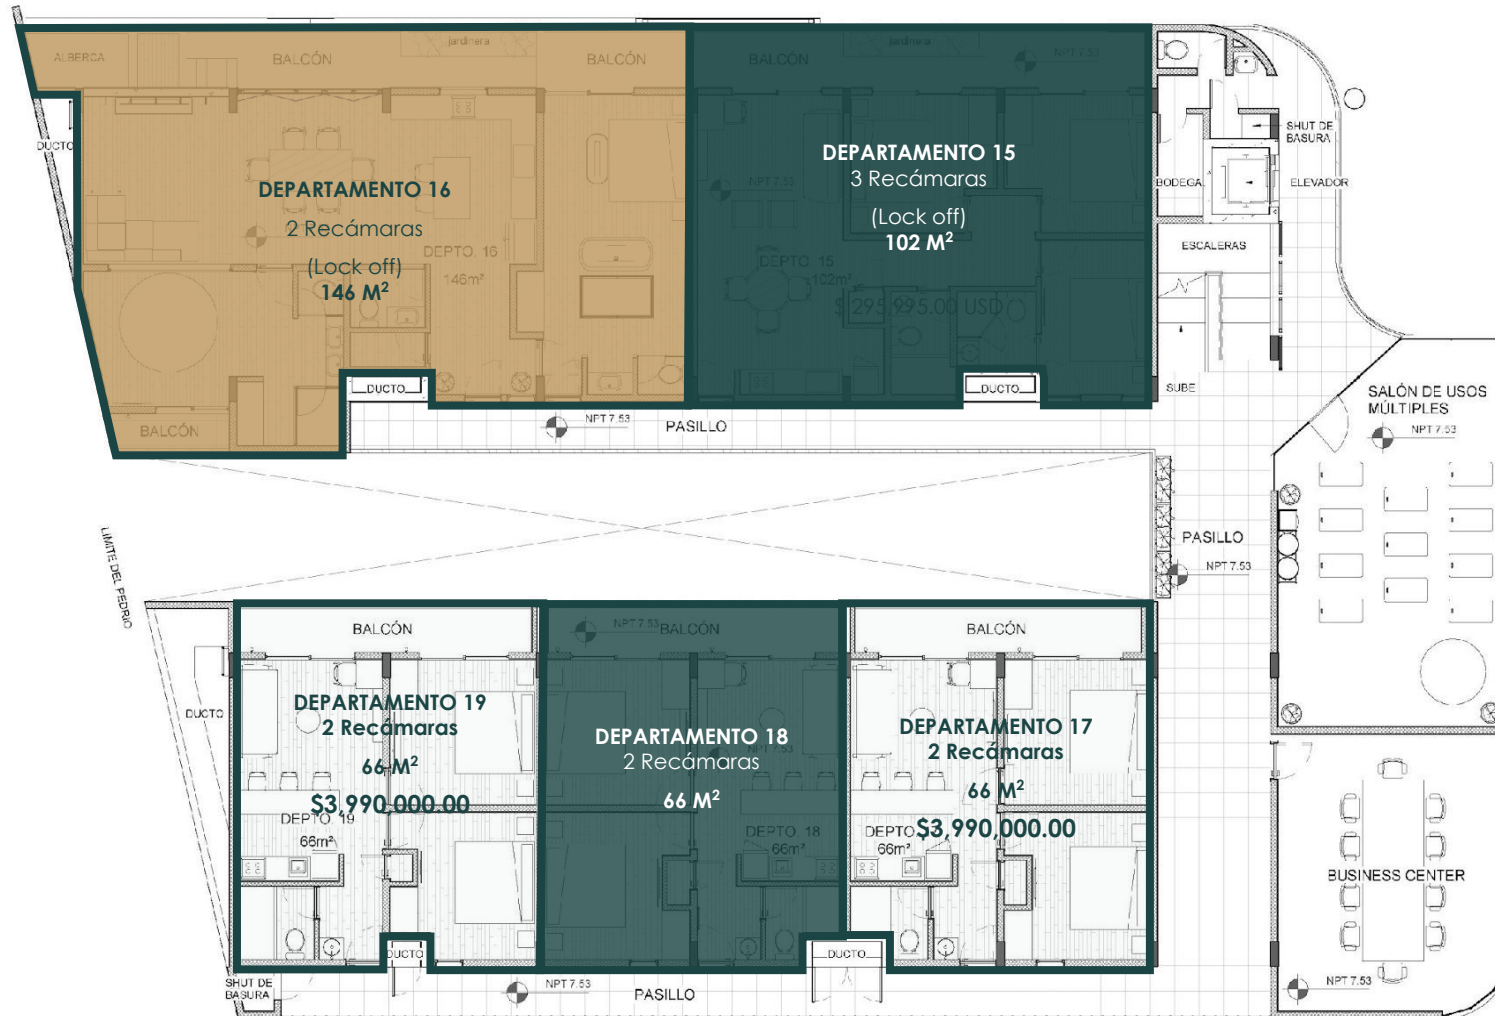 ALBERCA
BALCÓN
jardinera
BALCÓN
BALCÓN
jardinera
NPT 7.53
DUCTO
SHUT DE
BASURA
BODEGA
ELEVADOR
ESCALERAS
SUBE
DEPARTAMENTO 16
2 Recámaras
(Lock off)
146 M²
DEPTO. 16
146m²
BALCÓN
DUCTO
DEPARTAMENTO 15
3 Recámaras
(Lock off)
102 M²
NPT 7.53
DEPTO. 15
102m²
$ 295,995.00 USD
DUCTO
NPT 7.53
PASILLO
SALÓN DE USOS
MÚLTIPLES
NPT 7.53
PASILLO
NPT 7.53
LIMITE DEL PEDRIO
DUCTO
BALCÓN
DEPARTAMENTO 19
2 Recámaras
66 M²
$3,990,000.00
DEPTO. 19
66m²
DUCTO
NPT 7.53
BALCÓN
DEPARTAMENTO 18
2 Recámaras
66 M²
NPT 7.53
DEPTO. 18
66m²
BALCÓN
DEPARTAMENTO 17
2 Recámaras
66 M²
$3,990,000.00
DEPTO.
66m²
DUCTO
SHUT DE
BASURA
NPT 7.53
PASILLO
BUSINESS CENTER
NPT 7.53